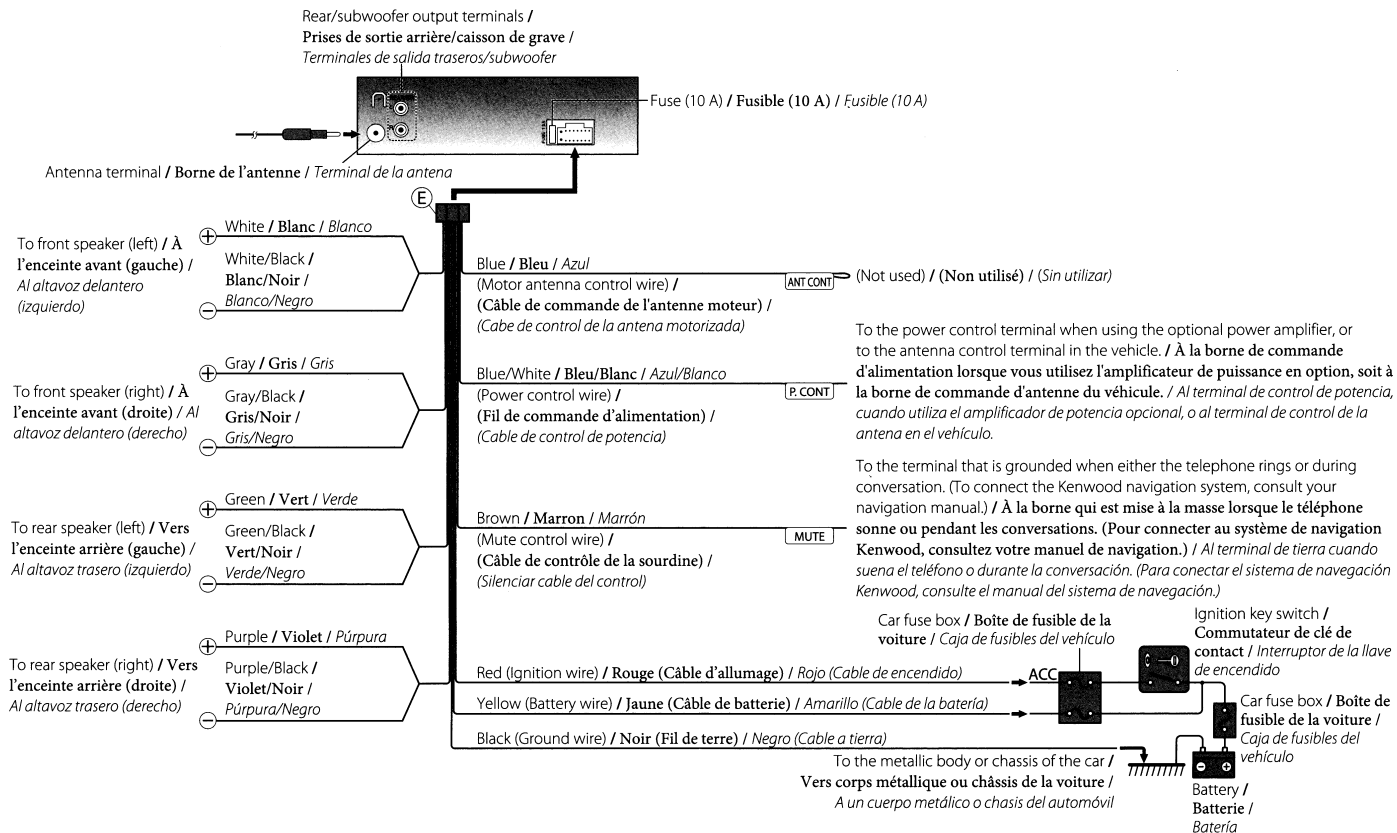 Rear/subwoofer output terminals /
Prises de sortie arrière/caisson de grave /
Terminales de salida traseros/subwoofer
Fuse (10 A) / Fusible (10 A) / Fusible (10 A)
Antenna terminal / Borne de l'antenne / Terminal de la antena
E
To front speaker (left) / À
l'enceinte avant (gauche) /
Al altavoz delantero
(izquierdo)
+
White / Blanc / Blanco
White/Black /
Blanc/Noir /
Blanco/Negro
−
Blue / Bleu / Azul
(Motor antenna control wire) /
(Câble de commande de l'antenne moteur) /
(Cabe de control de la antena motorizada)
ANT CONT
(Not used) / (Non utilisé) / (Sin utilizar)
To front speaker (right) / À
l'enceinte avant (droite) / Al
altavoz delantero (derecho)
+
Gray / Gris / Gris
Gray/Black /
Gris/Noir /
Gris/Negro
−
Blue/White / Bleu/Blanc / Azul/Blanco
(Power control wire) /
(Fil de commande d'alimentation) /
(Cable de control de potencia)
P. CONT
To the power control terminal when using the optional power amplifier, or
to the antenna control terminal in the vehicle. / À la borne de commande
d'alimentation lorsque vous utilisez l'amplificateur de puissance en option, soit à
la borne de commande d'antenne du véhicule. / Al terminal de control de potencia,
cuando utiliza el amplificador de potencia opcional, o al terminal de control de la
antena en el vehículo.
To rear speaker (left) / Vers
l'enceinte arrière (gauche) /
Al altavoz trasero (izquierdo)
+
Green / Vert / Verde
Green/Black /
Vert/Noir /
Verde/Negro
−
Brown / Marron / Marrón
(Mute control wire) /
(Câble de contrôle de la sourdine) /
(Silenciar cable del control)
MUTE
To the terminal that is grounded when either the telephone rings or during
conversation. (To connect the Kenwood navigation system, consult your
navigation manual.) / À la borne qui est mise à la masse lorsque le téléphone
sonne ou pendant les conversations. (Pour connecter au système de navigation
Kenwood, consultez votre manuel de navigation.) / Al terminal de tierra cuando
suena el teléfono o durante la conversación. (Para conectar el sistema de navegación
Kenwood, consulte el manual del sistema de navegación.)
To rear speaker (right) / Vers
l'enceinte arrière (droite) /
Al altavoz trasero (derecho)
+
Purple / Violet / Púrpura
Purple/Black /
Violet/Noir /
Púrpura/Negro
−
Car fuse box / Boîte de fusible de la
voiture / Caja de fusibles del vehículo
Ignition key switch /
Commutateur de clé de
contact / Interruptor de la llave
de encendido
Red (Ignition wire) / Rouge (Câble d'allumage) / Rojo (Cable de encendido)
ACC
Yellow (Battery wire) / Jaune (Câble de batterie) / Amarillo (Cable de la batería)
Car fuse box / Boîte de
fusible de la voiture /
Caja de fusibles del
vehículo
Black (Ground wire) / Noir (Fil de terre) / Negro (Cable a tierra)
To the metallic body or chassis of the car /
Vers corps métallique ou châssis de la voiture /
A un cuerpo metálico o chasis del automóvil
− +
Battery /
Batterie /
Batería